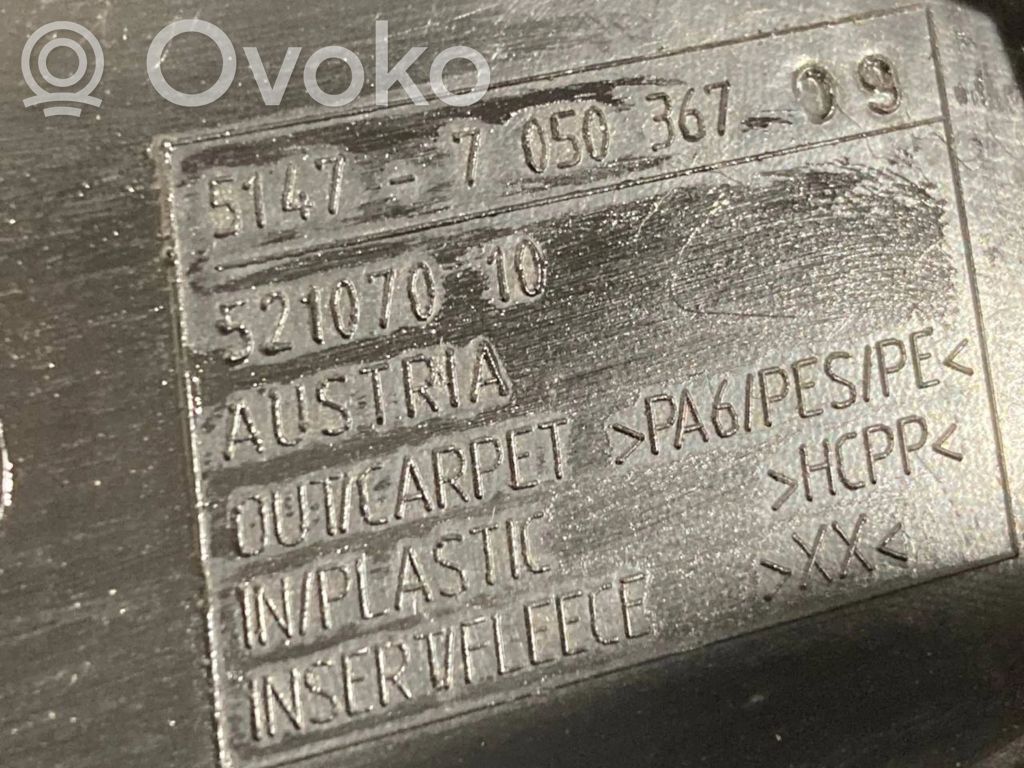 Ovoko
5147 - 7 050 367 09
521070 10
AUSTRIA
OUT/CARPET >PA6/PES/PE<
IN/PLASTIC >HCPP<
INSERT/FLEECE >XX<